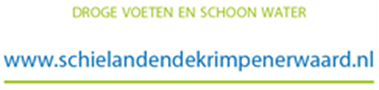 DROGE VOETEN EN SCHOON WATER
www.schielandendekrimpenerwaard.nl